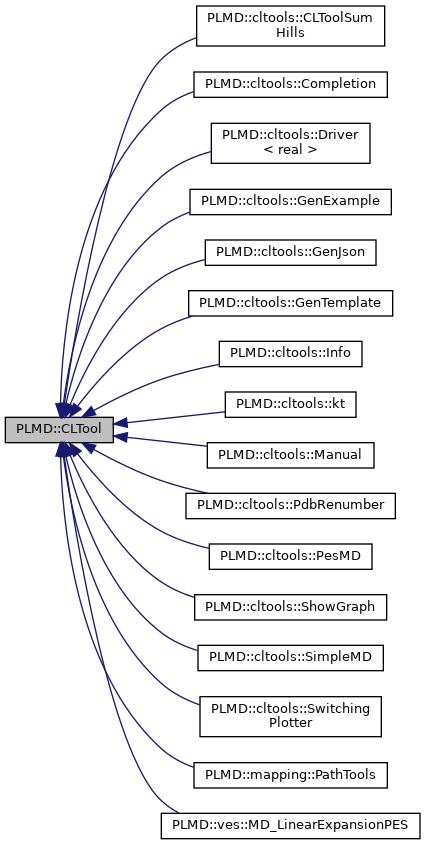 PLMD::cltools::CLToolSum
Hills
PLMD::cltools::Completion
PLMD::cltools::Driver
< real >
PLMD::cltools::GenExample
PLMD::cltools::GenJson
PLMD::cltools::GenTemplate
PLMD::cltools::Info
PLMD::cltools::kt
PLMD::CLTool
PLMD::cltools::Manual
PLMD::cltools::PdbRenumber
PLMD::cltools::PesMD
PLMD::cltools::ShowGraph
PLMD::cltools::SimpleMD
PLMD::cltools::Switching
Plotter
PLMD::mapping::PathTools
PLMD::ves::MD_LinearExpansionPES